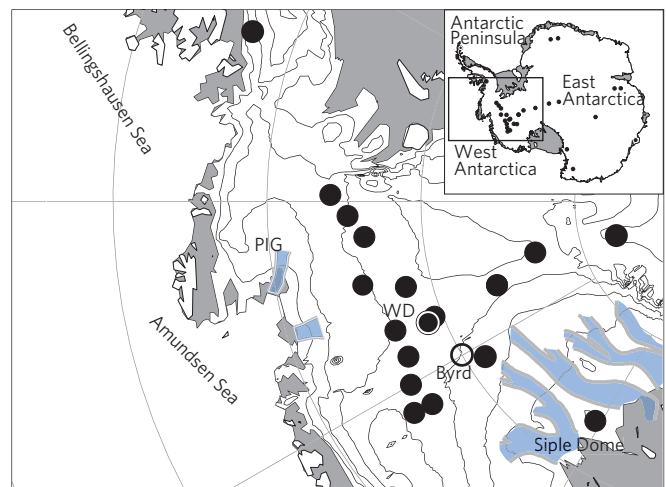 Bellingshausen Sea
Antarctic
Peninsula
East
Antarctica
West
Antarctica
PIG
WD
Amundsen Sea
Byrd
Siple Dome